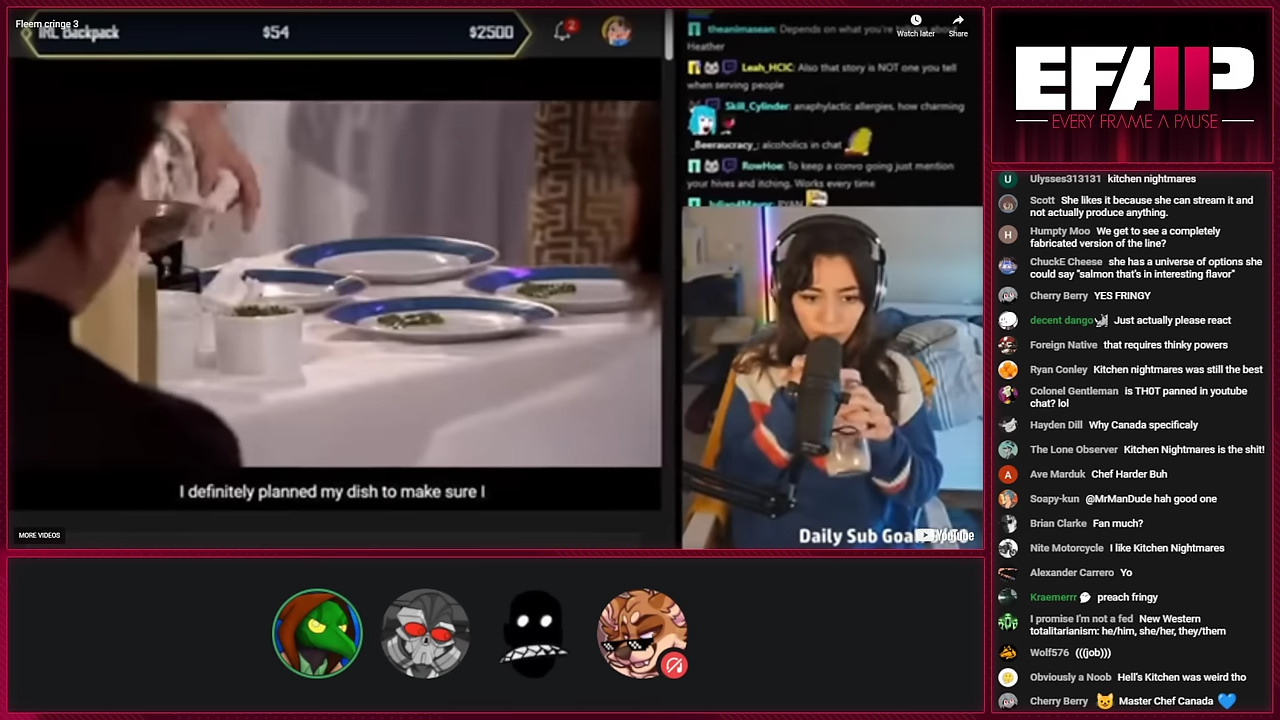 Fleem cringe 3
IRL Backpack
$54
$2500
2
Watch later
Share
theanimasean: Depends on what you're
Heather
Leah_HCIC: Also that story is NOT one you tell
when serving people
Skill_Cylinder: anaphylactic allergies, how charming
_Beeraucracy_: alcoholics in chat
RowHoe: To keep a convo going just mention
your hives and itching. Works every time
RYAN
I definitely planned my dish to make sure I
MORE VIDEOS
Daily Sub Goal
YouTube
EFAP
EVERY FRAME A PAUSE
U
Ulysses313131 kitchen nightmares
Scott She likes it because she can stream it and
not actually produce anything.
H
Humpty Moo We get to see a completely
fabricated version of the line?
ChuckE Cheese she has a universe of options she
could say "salmon that's in interesting flavor"
Cherry Berry YES FRINGY
decent dango Just actually please react
Foreign Native that requires thinky powers
Ryan Conley Kitchen nightmares was still the best
Colonel Gentleman is TH0T panned in youtube
chat? lol
Hayden Dill Why Canada specificaly
The Lone Observer Kitchen Nightmares is the shit!
A
Ave Marduk Chef Harder Buh
Soapy-kun @MrManDude hah good one
Brian Clarke Fan much?
Nite Motorcycle I like Kitchen Nightmares
Alexander Carrero Yo
Kraemerrr preach fringy
I promise I'm not a fed New Western
totalitarianism: he/him, she/her, they/them
Wolf576 (((job)))
Obviously a Noob Hell's Kitchen was weird tho
Cherry Berry Master Chef Canada